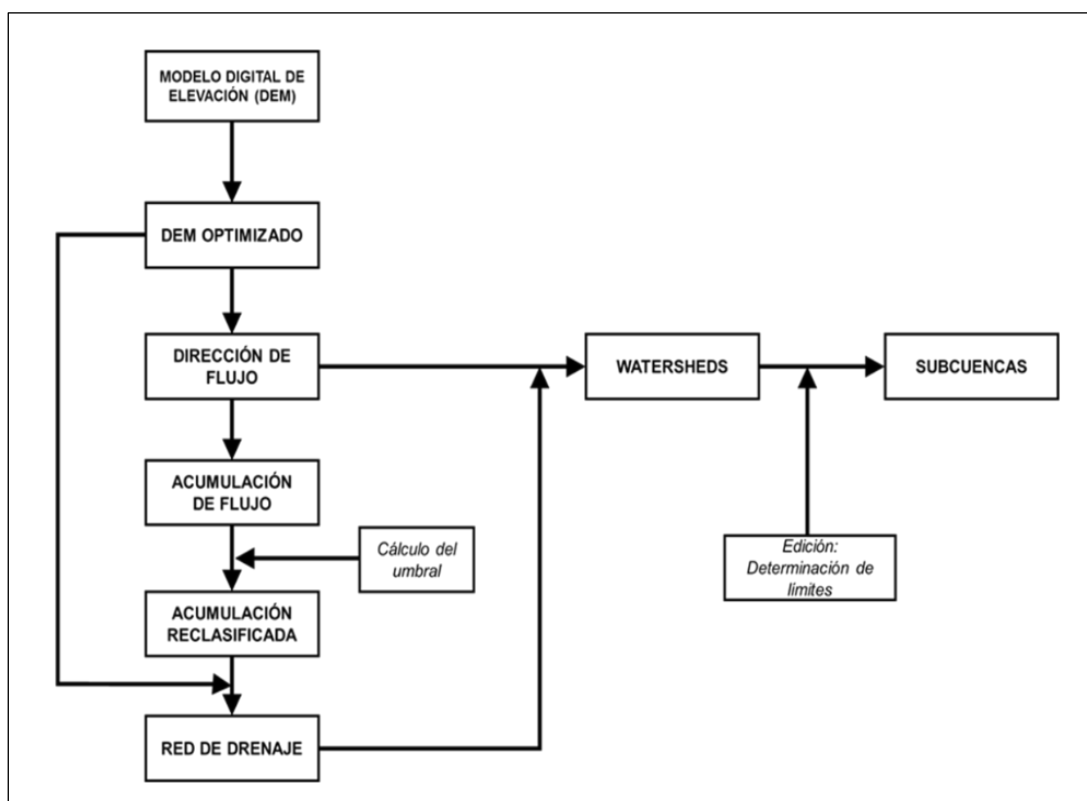 MODELO DIGITAL DE
ELEVACIÓN (DEM)
DEM OPTIMIZADO
DIRECCIÓN DE
FLUJO
WATERSHEDS
SUBCUENCAS
ACUMULACIÓN
DE FLUJO
Cálculo del
umbral
Edición:
Determinación de
límites
ACUMULACIÓN
RECLASIFICADA
RED DE DRENAJE